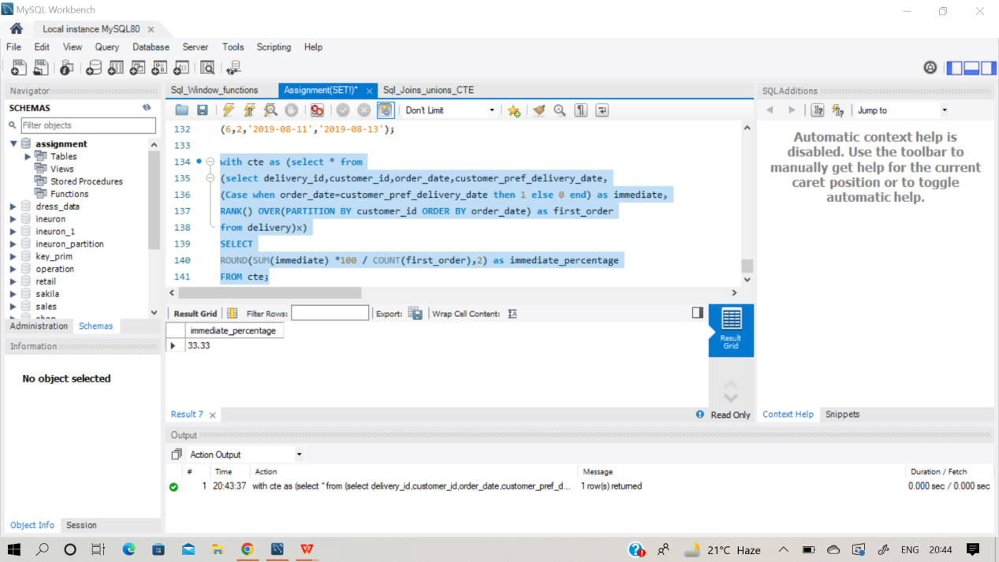 MySQL Workbench
Local instance MySQL80
File Edit View Query Database Server Tools Scripting Help
Navigator
SCHEMAS
Filter objects
assignment
Tables
Views
Stored Procedures
Functions
dress_data
ineuron
ineuron_1
ineuron_partition
key_prim
operation
retail
sakila
sales
Administration Schemas
Information
No object selected
Object Info Session
Sql_Window_functions Assignment(SET!)* Sql_Joins_unions_CTE
Don't Limit
132 (6,2,'2019-08-11','2019-08-13');
133
134 with cte as (select * from
135 (select delivery_id,customer_id,order_date,customer_pref_delivery_date,
136 (Case when order_date=customer_pref_delivery_date then 1 else 0 end) as immediate,
137 RANK() OVER(PARTITION BY customer_id ORDER BY order_date) as first_order
138 from delivery)x)
139 SELECT
140 ROUND(SUM(immediate) *100 / COUNT(first_order),2) as immediate_percentage
141 FROM cte;
Result Grid Filter Rows: Export: Wrap Cell Content:
immediate_percentage
33.33
Result Grid
Result 7 Read Only
SQLAdditions
Jump to
Automatic context help is
disabled. Use the toolbar to
manually get help for the current
caret position or to toggle
automatic help.
Context Help Snippets
Output
Action Output
# Time Action Message Duration / Fetch
1 20:43:37 with cte as (select * from (select delivery_id,customer_id,order_date,customer_pref_d... 1 row(s) returned 0.000 sec / 0.000 sec
21°C Haze ENG 20:44